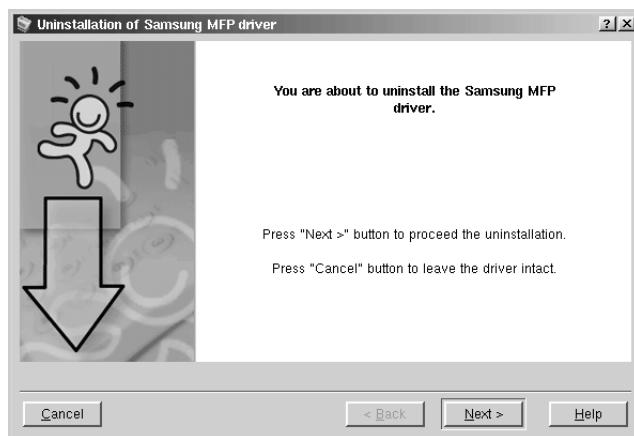 Uninstallation of Samsung MFP driver
You are about to uninstall the Samsung MFP
driver.
Press "Next >" button to proceed the uninstallation.
Press "Cancel" button to leave the driver intact.
Cancel
< Back
Next >
Help